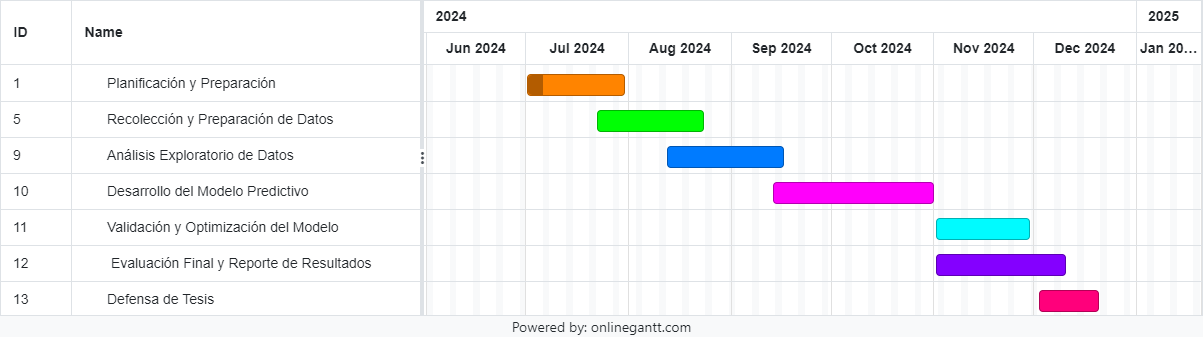 2024 2025
ID Name
Jun 2024 Jul 2024 Aug 2024 Sep 2024 Oct 2024 Nov 2024 Dec 2024 Jan 20...
1 Planificación y Preparación
5 Recolección y Preparación de Datos
9 Análisis Exploratorio de Datos
10 Desarrollo del Modelo Predictivo
11 Validación y Optimización del Modelo
12 Evaluación Final y Reporte de Resultados
13 Defensa de Tesis
Powered by: onlinegantt.com